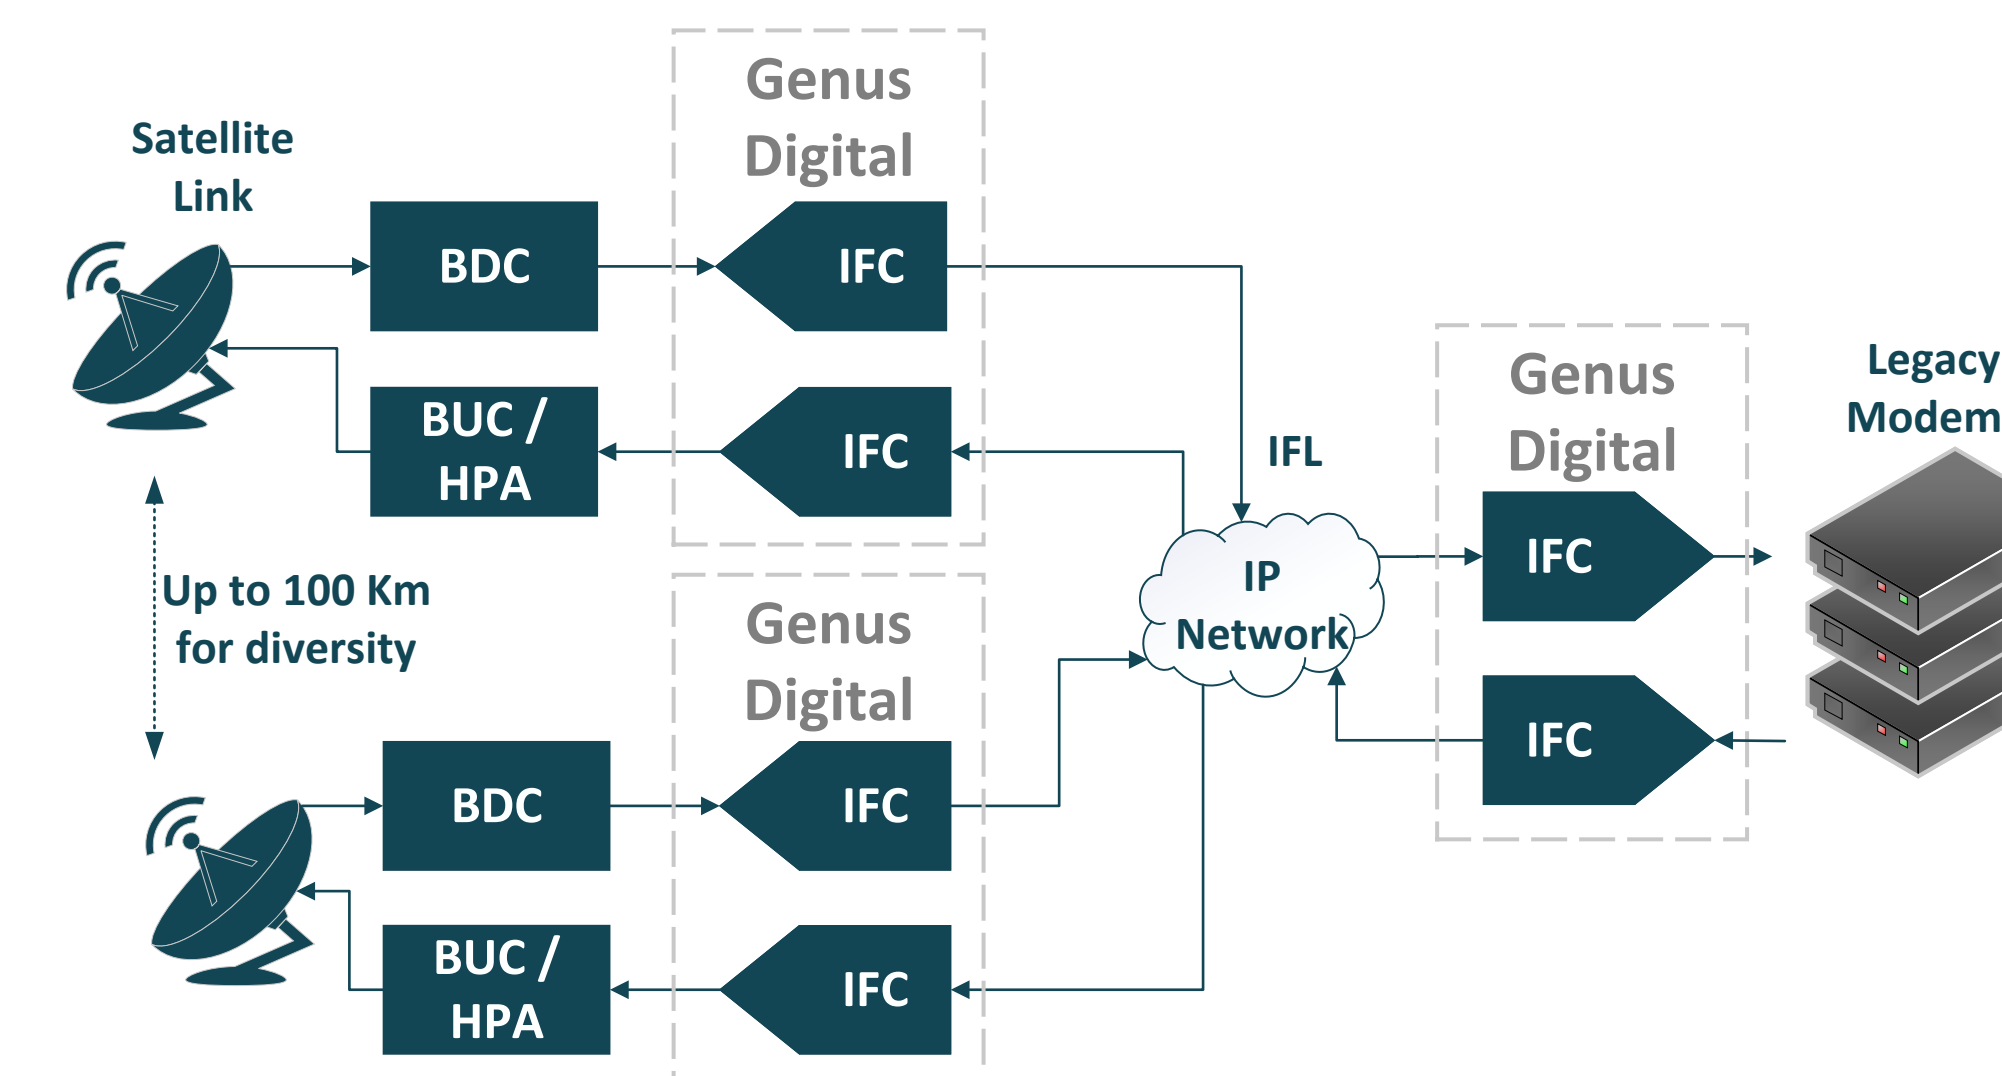 Genus
Digital
Satellite
Link
BDC
IFC
BUC /
HPA
IFC
IFL
Genus
Digital
Legacy
Modem
IP
Network
IFC
IFC
Up to 100 Km
for diversity
Genus
Digital
BDC
IFC
BUC /
HPA
IFC